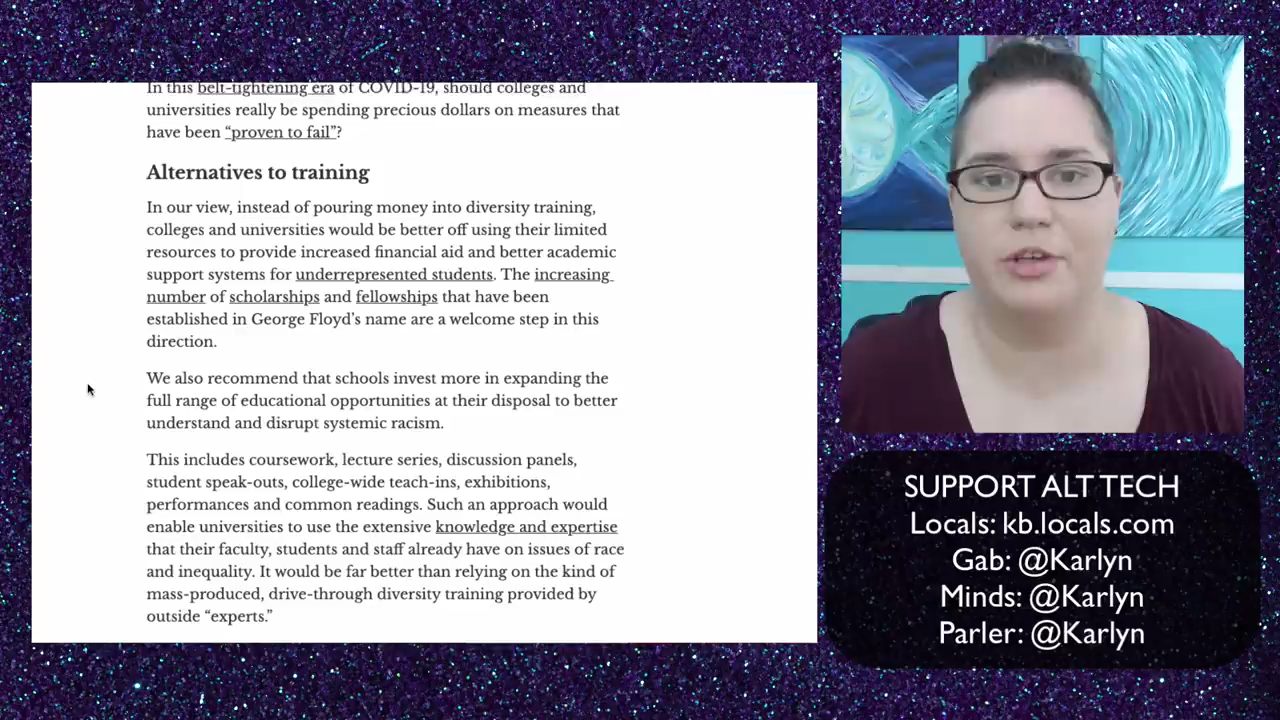 In this belt-tightening era of COVID-19, should colleges and
universities really be spending precious dollars on measures that
have been “proven to fail”?
Alternatives to training
In our view, instead of pouring money into diversity training,
colleges and universities would be better off using their limited
resources to provide increased financial aid and better academic
support systems for underrepresented students. The increasing
number of scholarships and fellowships that have been
established in George Floyd’s name are a welcome step in this
direction.
We also recommend that schools invest more in expanding the
full range of educational opportunities at their disposal to better
understand and disrupt systemic racism.
This includes coursework, lecture series, discussion panels,
student speak-outs, college-wide teach-ins, exhibitions,
performances and common readings. Such an approach would
enable universities to use the extensive knowledge and expertise
that their faculty, students and staff already have on issues of race
and inequality. It would be far better than relying on the kind of
mass-produced, drive-through diversity training provided by
outside “experts.”
SUPPORT ALT TECH
Locals: kb.locals.com
Gab: @Karlyn
Minds: @Karlyn
Parler: @Karlyn